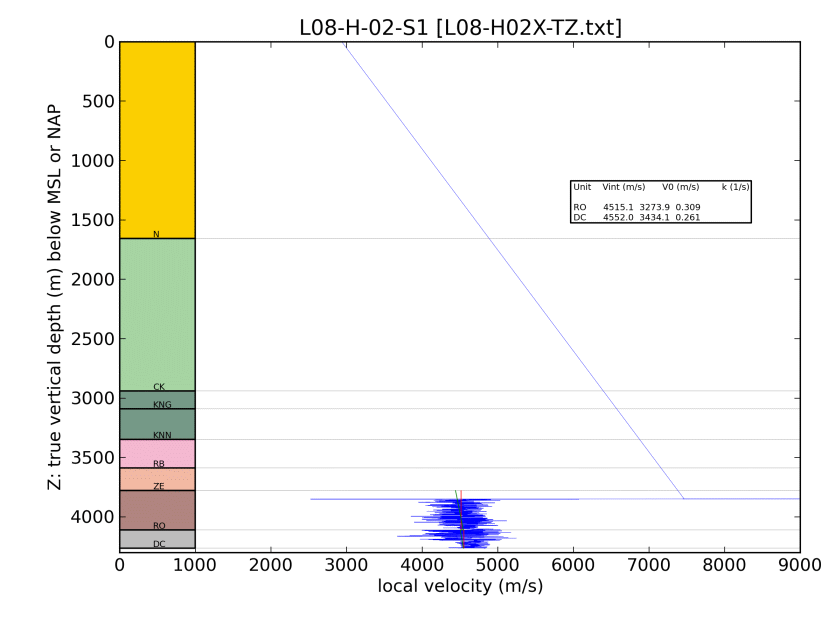 L08-H-02-S1 [L08-H02X-TZ.txt]
Z: true vertical depth (m) below MSL or NAP
0
500
1000
1500
2000
2500
3000
3500
4000
N
CK
KNG
KNN
RB
ZE
RO
DC
Unit Vint (m/s) V0 (m/s) k (1/s)
RO 4515.1 3273.9 0.309
DC 4552.0 3434.1 0.261
0 1000 2000 3000 4000 5000 6000 7000 8000 9000
local velocity (m/s)